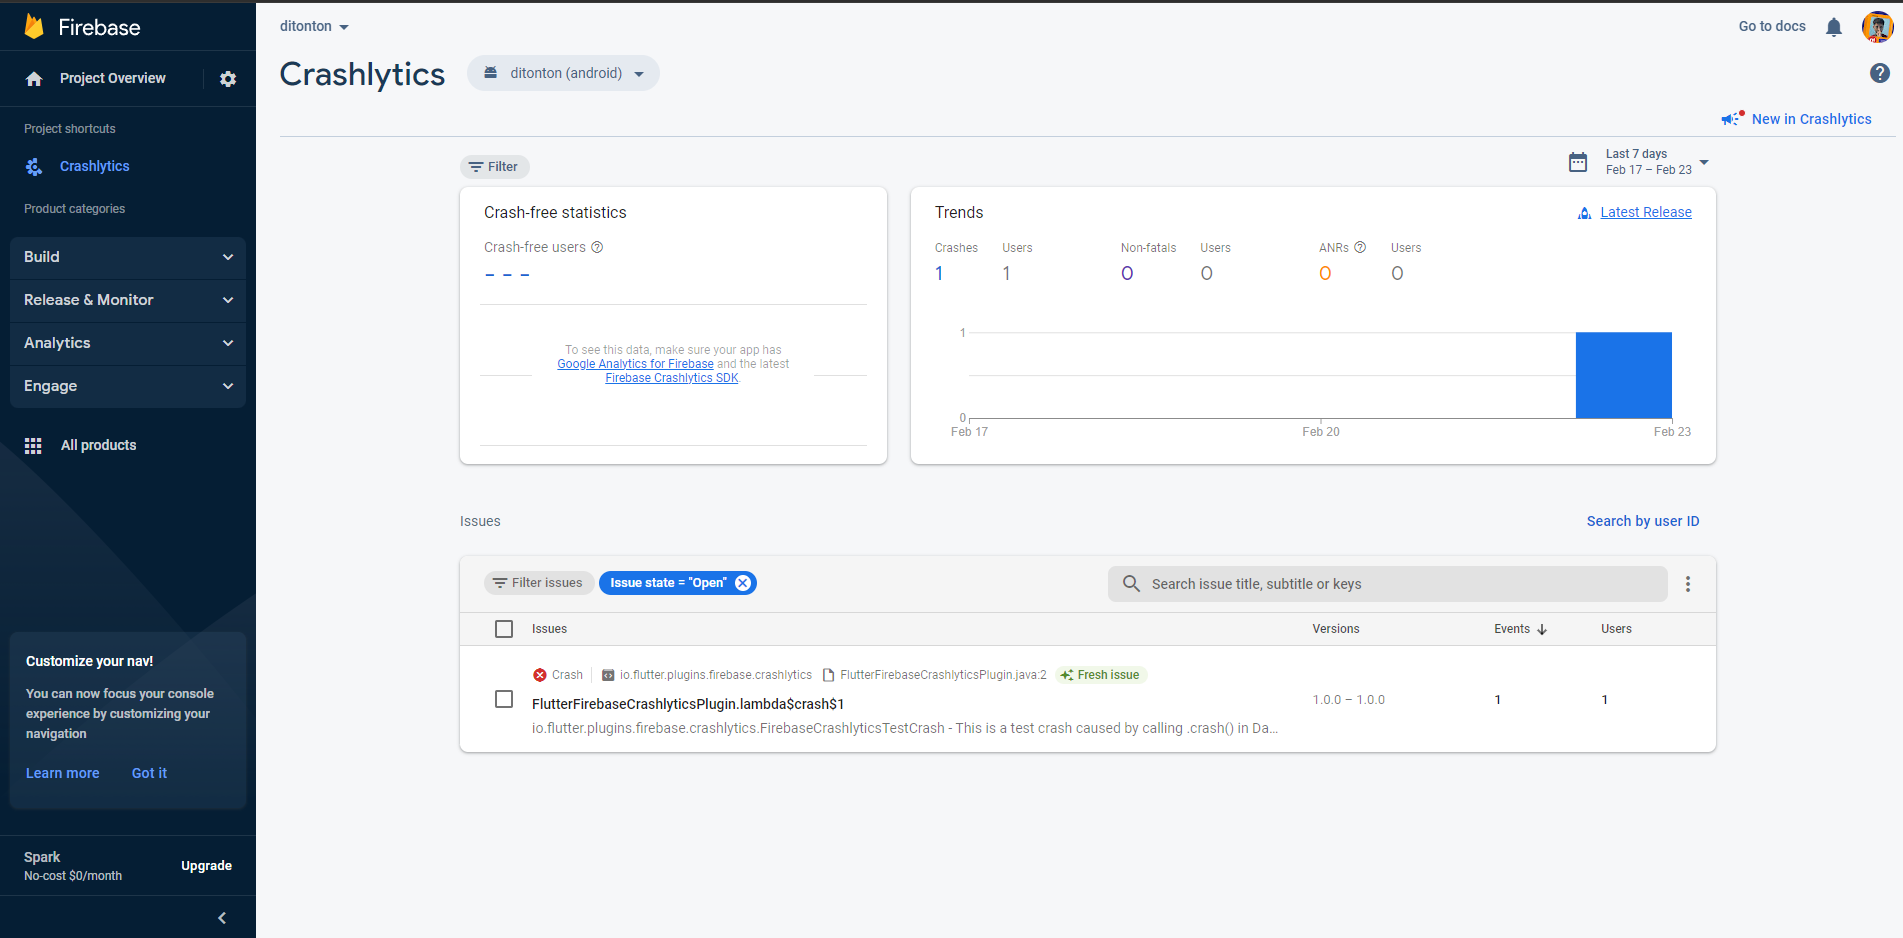 Firebase
Project Overview
Project shortcuts
Crashlytics
Product categories
Build
Release & Monitor
Analytics
Engage
All products
Customize your nav!
You can now focus your console
experience by customizing your
navigation
Learn more Got it
Spark
No-cost $0/month
Upgrade
ditonton
Go to docs
Crashlytics
ditonton (android)
New in Crashlytics
Filter
Last 7 days
Feb 17 – Feb 23
Crash-free statistics
Crash-free users
---
To see this data, make sure your app has
Google Analytics for Firebase and the latest
Firebase Crashlytics SDK.
Trends
Latest Release
Crashes Users Non-fatals Users ANRs Users
1 1 0 0 0 0
1
0
Feb 17 Feb 20 Feb 23
Issues
Search by user ID
Filter issues
Issue state = "Open"
Search issue title, subtitle or keys
Issues Versions Events Users
Crash io.flutter.plugins.firebase.crashlytics FlutterFirebaseCrashlyticsPlugin.java:2 Fresh issue
FlutterFirebaseCrashlyticsPlugin.lambda$crash$1
io.flutter.plugins.firebase.crashlytics.FirebaseCrashlyticsTestCrash - This is a test crash caused by calling .crash() in Da...
1.0.0 – 1.0.0 1 1